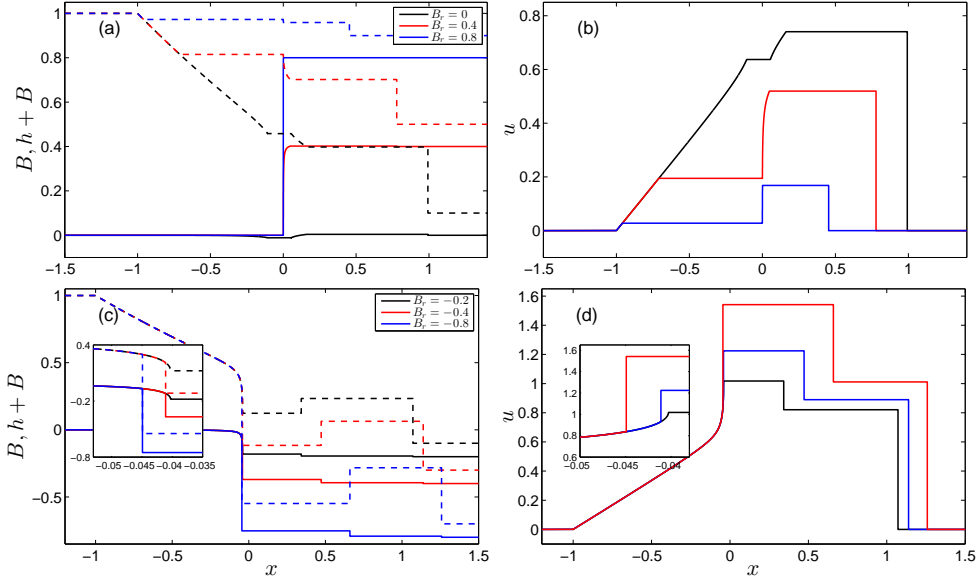 (a)
B_r = 0
B_r = 0.4
B_r = 0.8
B, h + B
1
0.8
0.6
0.4
0.2
0
−1.5 −1 −0.5 0 0.5 1
(b)
u
0.8
0.6
0.4
0.2
0
−1.5 −1 −0.5 0 0.5 1
(c)
B_r = −0.2
B_r = −0.4
B_r = −0.8
B, h + B
1
0.5
0
−0.5
0.4
−0.2
−0.8
−0.05 −0.045 −0.04 −0.035
−1 −0.5 0 0.5 1 1.5
x
(d)
u
1.6
1.4
1.2
1
0.8
0.6
0.4
0.2
0
1.6
1.4
1.2
1
0.8
0.6
−0.05 −0.045 −0.04
−1 −0.5 0 0.5 1 1.5
x